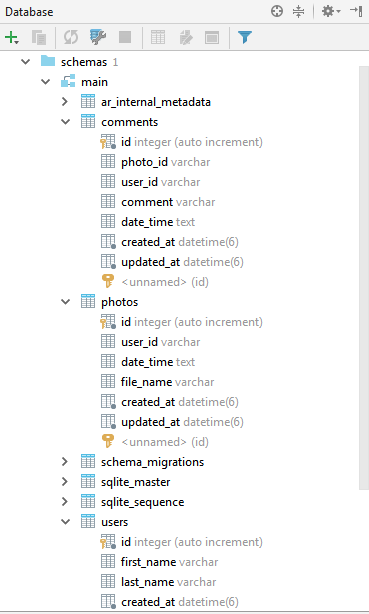 Database
schemas 1
main
ar_internal_metadata
comments
id integer (auto increment)
photo_id varchar
user_id varchar
comment varchar
date_time text
created_at datetime(6)
updated_at datetime(6)
<unnamed> (id)
photos
id integer (auto increment)
user_id varchar
date_time text
file_name varchar
created_at datetime(6)
updated_at datetime(6)
<unnamed> (id)
schema_migrations
sqlite_master
sqlite_sequence
users
id integer (auto increment)
first_name varchar
last_name varchar
created_at datetime(6)